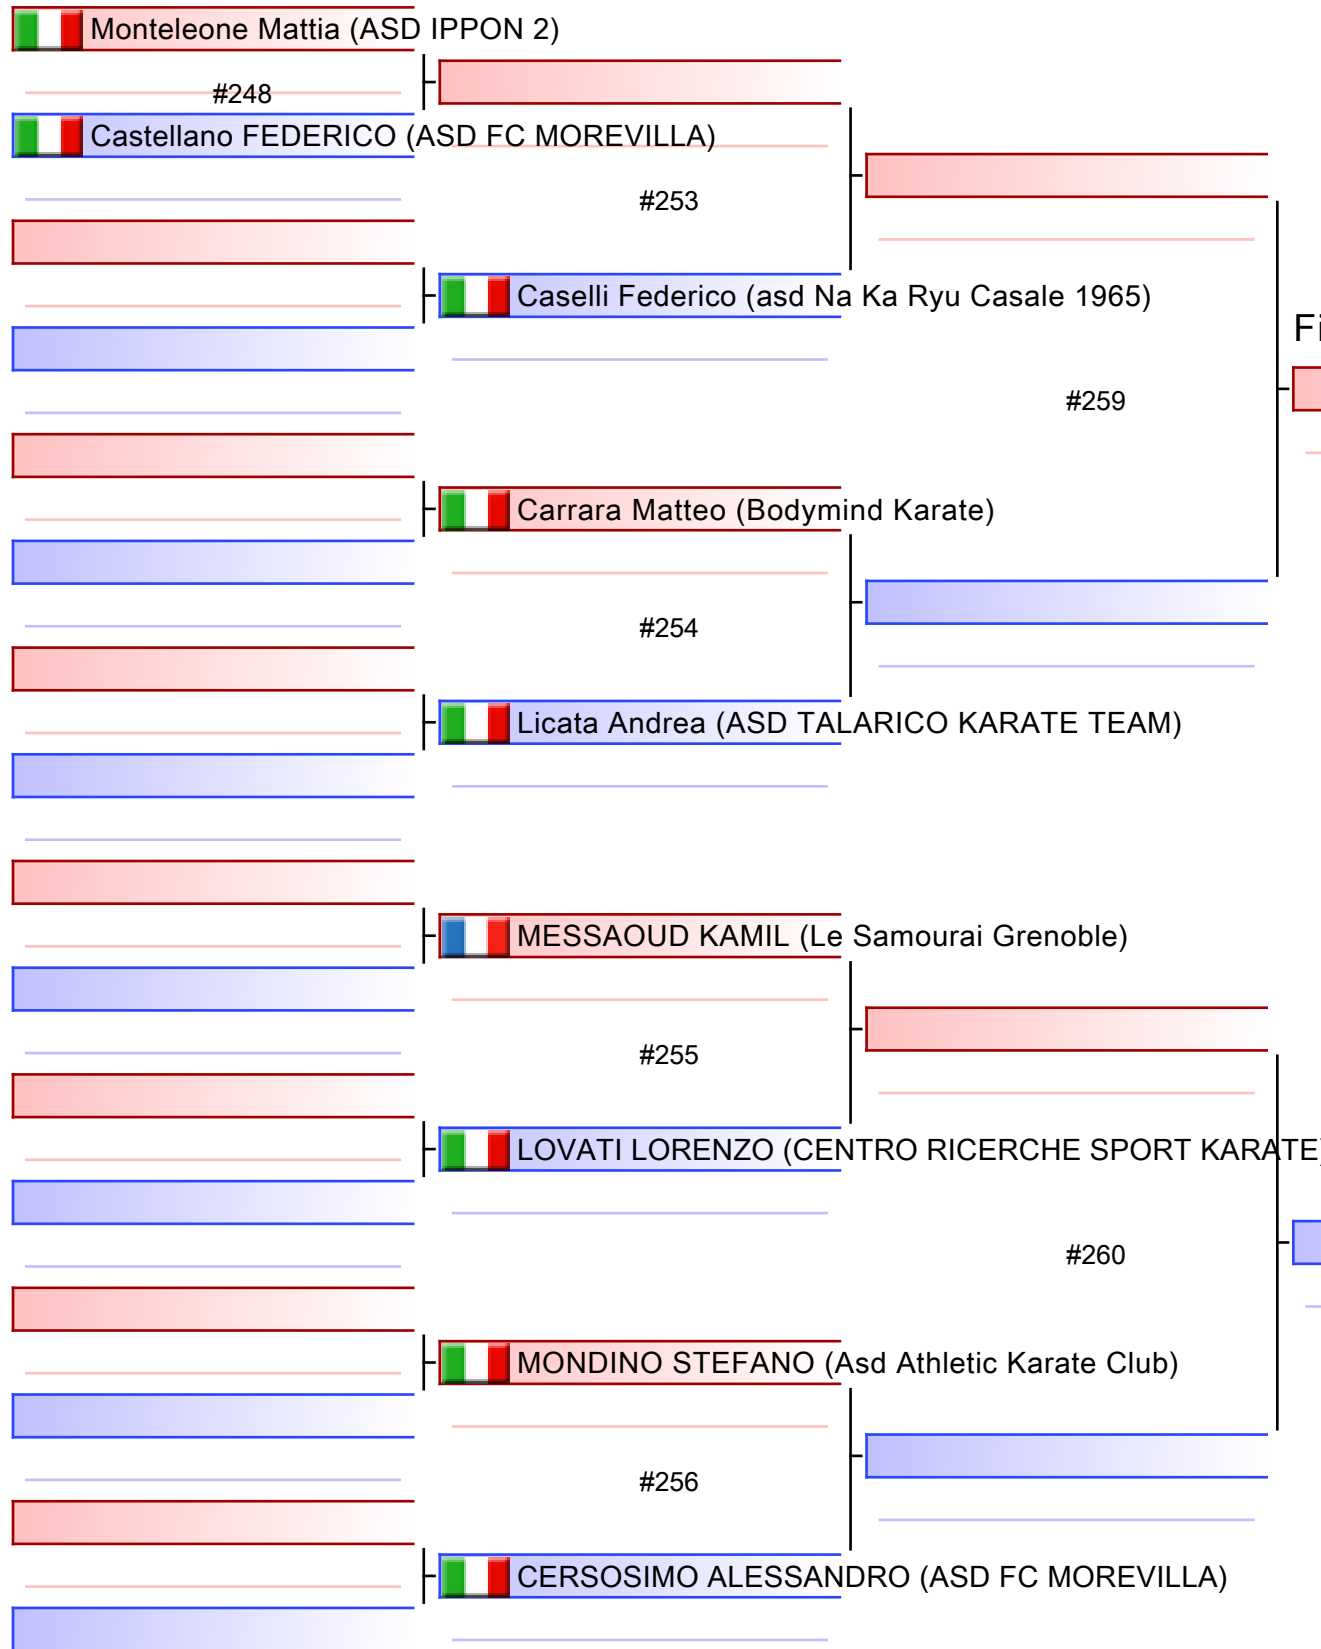 Monteleone Mattia (ASD IPPON 2)
#248
Castellano FEDERICO (ASD FC MOREVILLA)
#253
Caselli Federico (asd Na Ka Ryu Casale 1965)
Fi
#259
Carrara Matteo (Bodymind Karate)
#254
Licata Andrea (ASD TALARICO KARATE TEAM)
MESSAOUD KAMIL (Le Samourai Grenoble)
#255
LOVATI LORENZO (CENTRO RICERCHE SPORT KARATE)
#260
MONDINO STEFANO (Asd Athletic Karate Club)
#256
CERSOSIMO ALESSANDRO (ASD FC MOREVILLA)